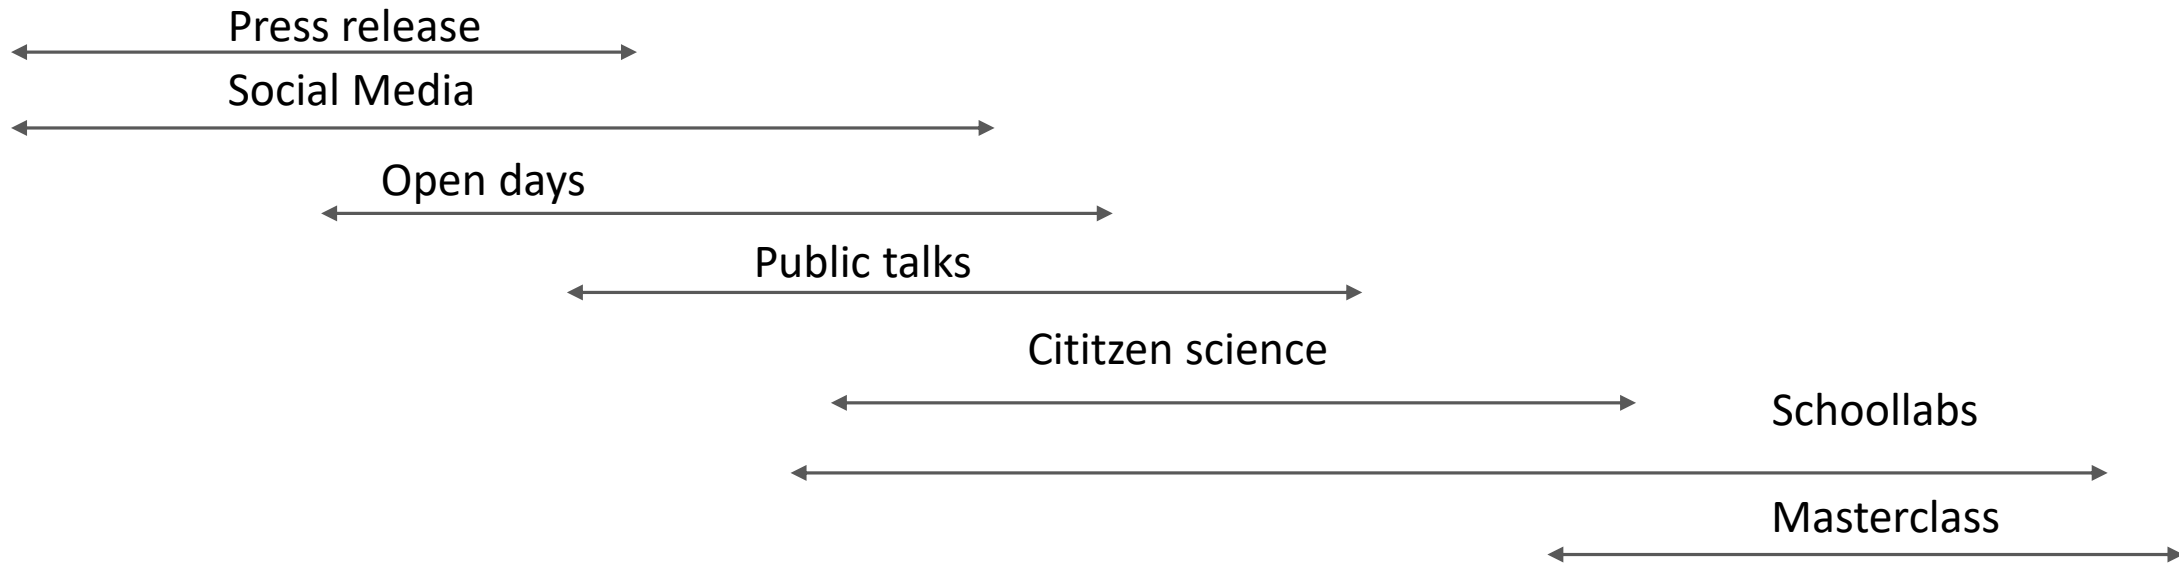 Press release
Social Media
Open days
Public talks
Cititzen science
Schoollabs
Masterclass